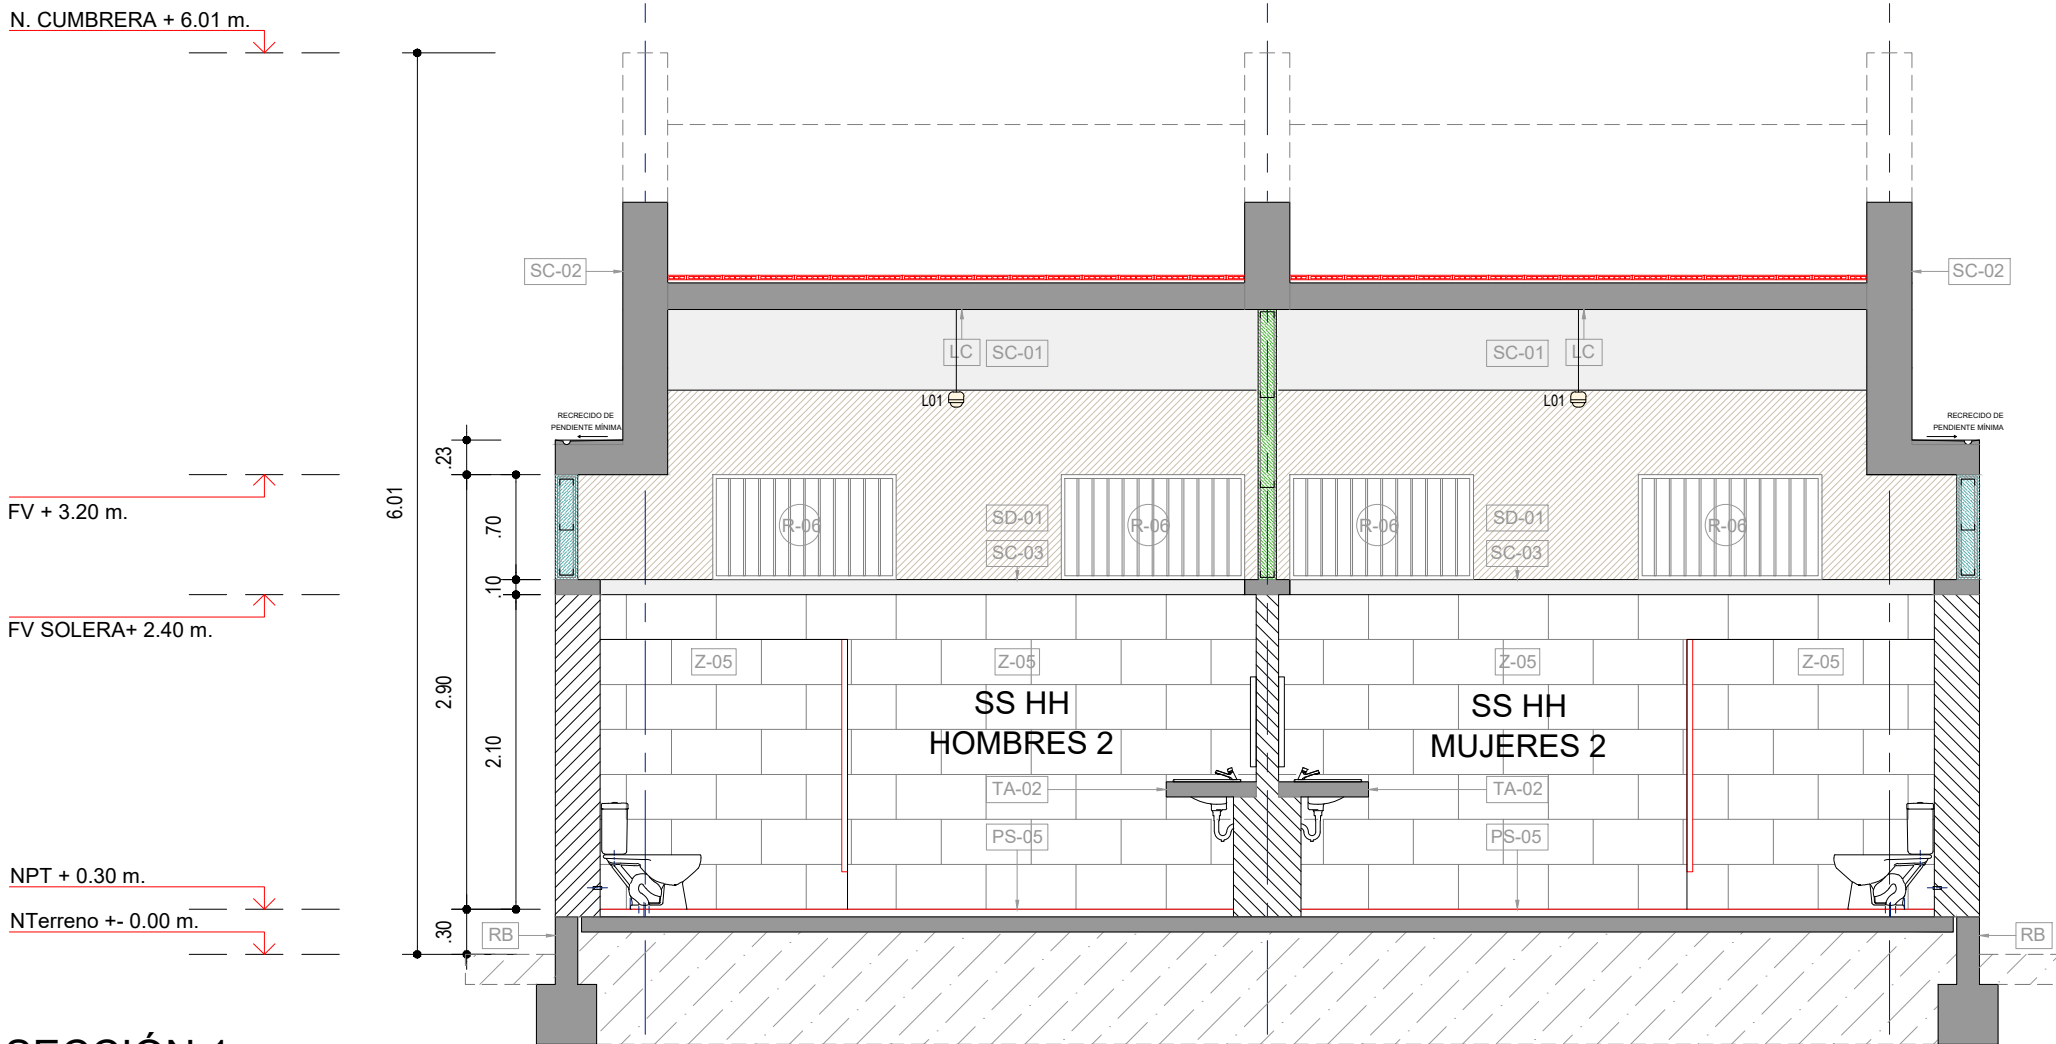 N. CUMBRERA + 6.01 m.
SC-02
SC-02
LC
SC-01
SC-01
LC
L01
L01
RECRECIDO DE
PENDIENTE MÍNIMA
RECRECIDO DE
PENDIENTE MÍNIMA
.23
6.01
FV + 3.20 m.
.70
R-06
R-06
R-06
R-06
SD-01
SD-01
SC-03
SC-03
.10
FV SOLERA+ 2.40 m.
2.90
2.10
Z-05
Z-05
Z-05
Z-05
SS HH
HOMBRES 2
SS HH
MUJERES 2
TA-02
TA-02
PS-05
PS-05
NPT + 0.30 m.
NTerreno +- 0.00 m.
.30
RB
RB